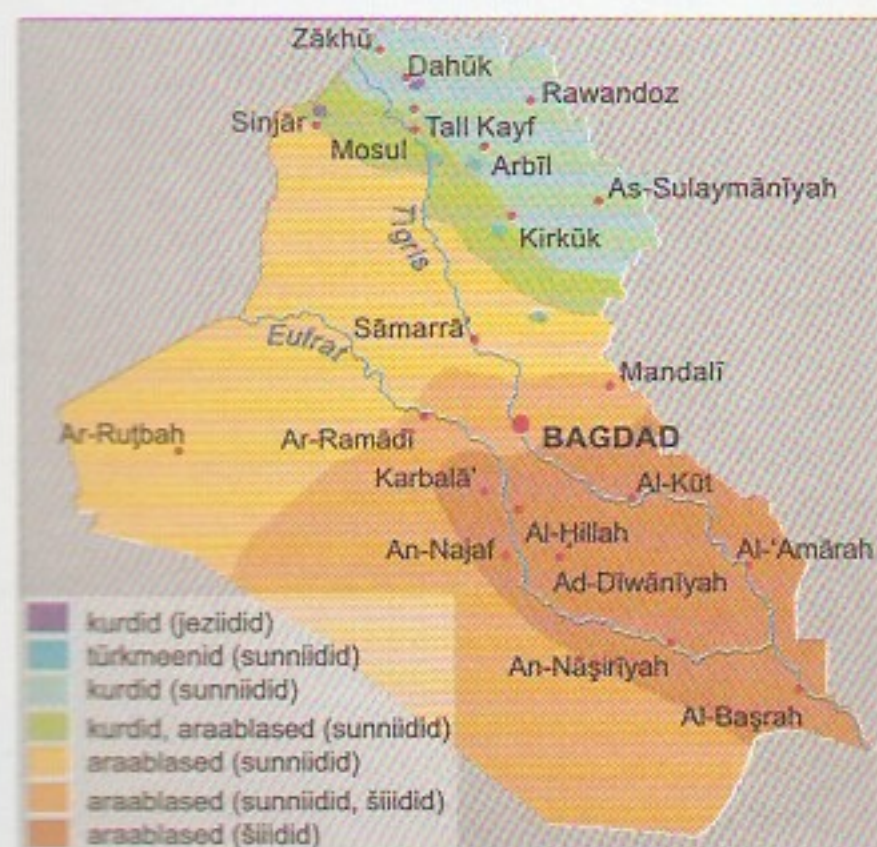 Zākhū
Dahūk
Rawandoz
Sinjār
Tall Kayf
Mosul
Arbīl
As-Sulaymānīyah
Tigris
Kirkūk
Eufrat
Sāmarrā'
Mandalī
Ar-Ruţbah
Ar-Ramādī
BAGDAD
Karbalā'
Al-Kūt
Al-Ḥillah
An-Najaf
Al-'Amārah
Ad-Dīwānīyah
An-Nāşirīyah
Al-Başrah
kurdid (jeziidid)
türkmeenid (sunniidid)
kurdid (sunniidid)
kurdid, araablased (sunniidid)
araablased (sunniidid)
araablased (sunniidid, šiiidid)
araablased (šiiidid)